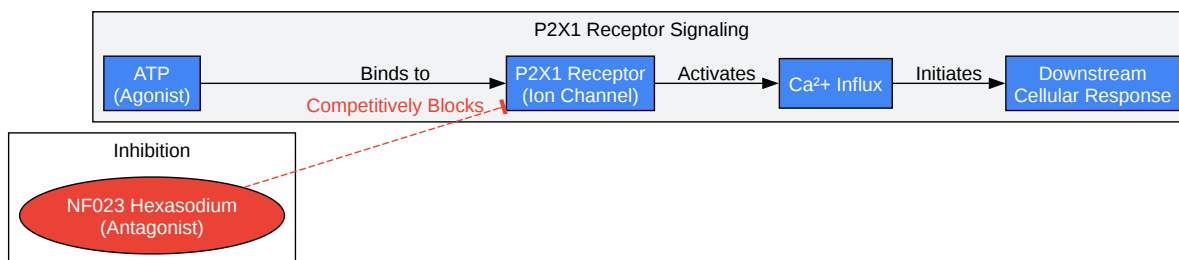 P2X1 Receptor Signaling
ATP
(Agonist)
Binds to
P2X1 Receptor
(Ion Channel)
Activates
Ca²+ Influx
Initiates
Downstream
Cellular Response
Competitively Blocks
Inhibition
NF023 Hexasodium
(Antagonist)